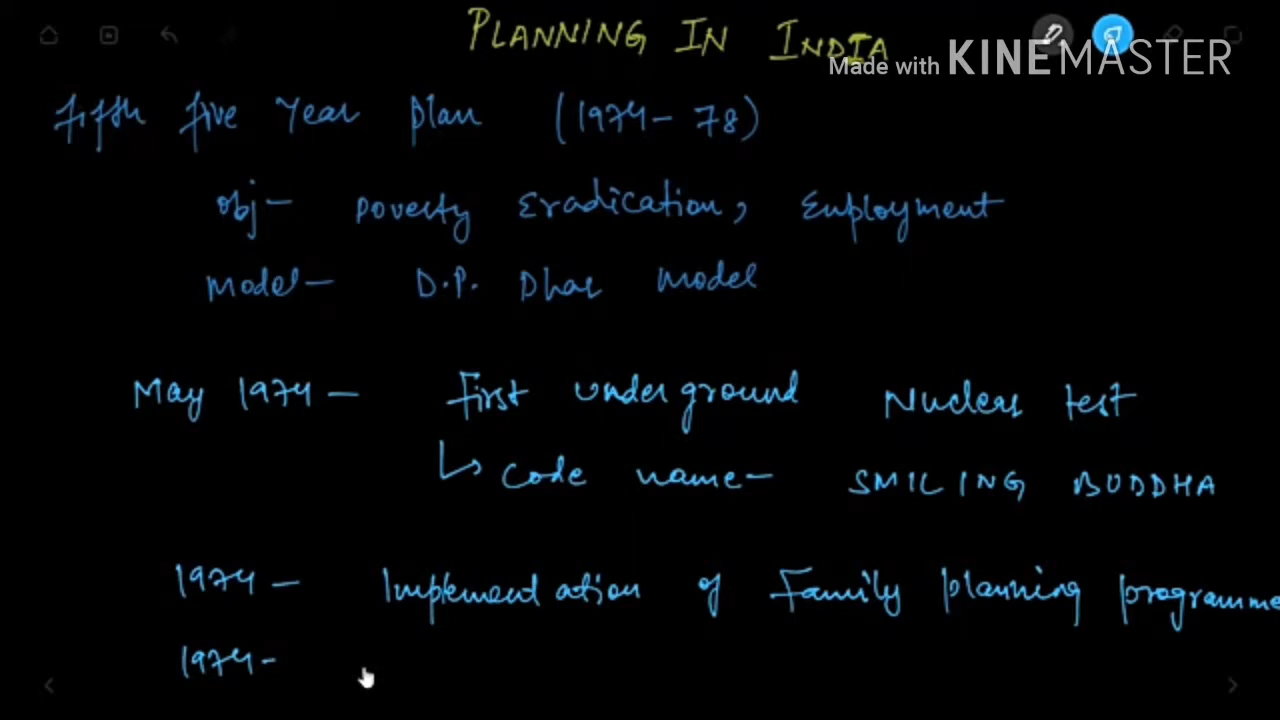 PLANNING IN INDIA
Made with KINEMASTER
Fifth five Year plan (1974-78)
obj- Poverty Eradication, Employment
Model- D.P. Dhar Model
May 1974- First underground Nuclear test
↳ Code name- SMILING BUDDHA
1974- Implementation of Family planning programme
1974-